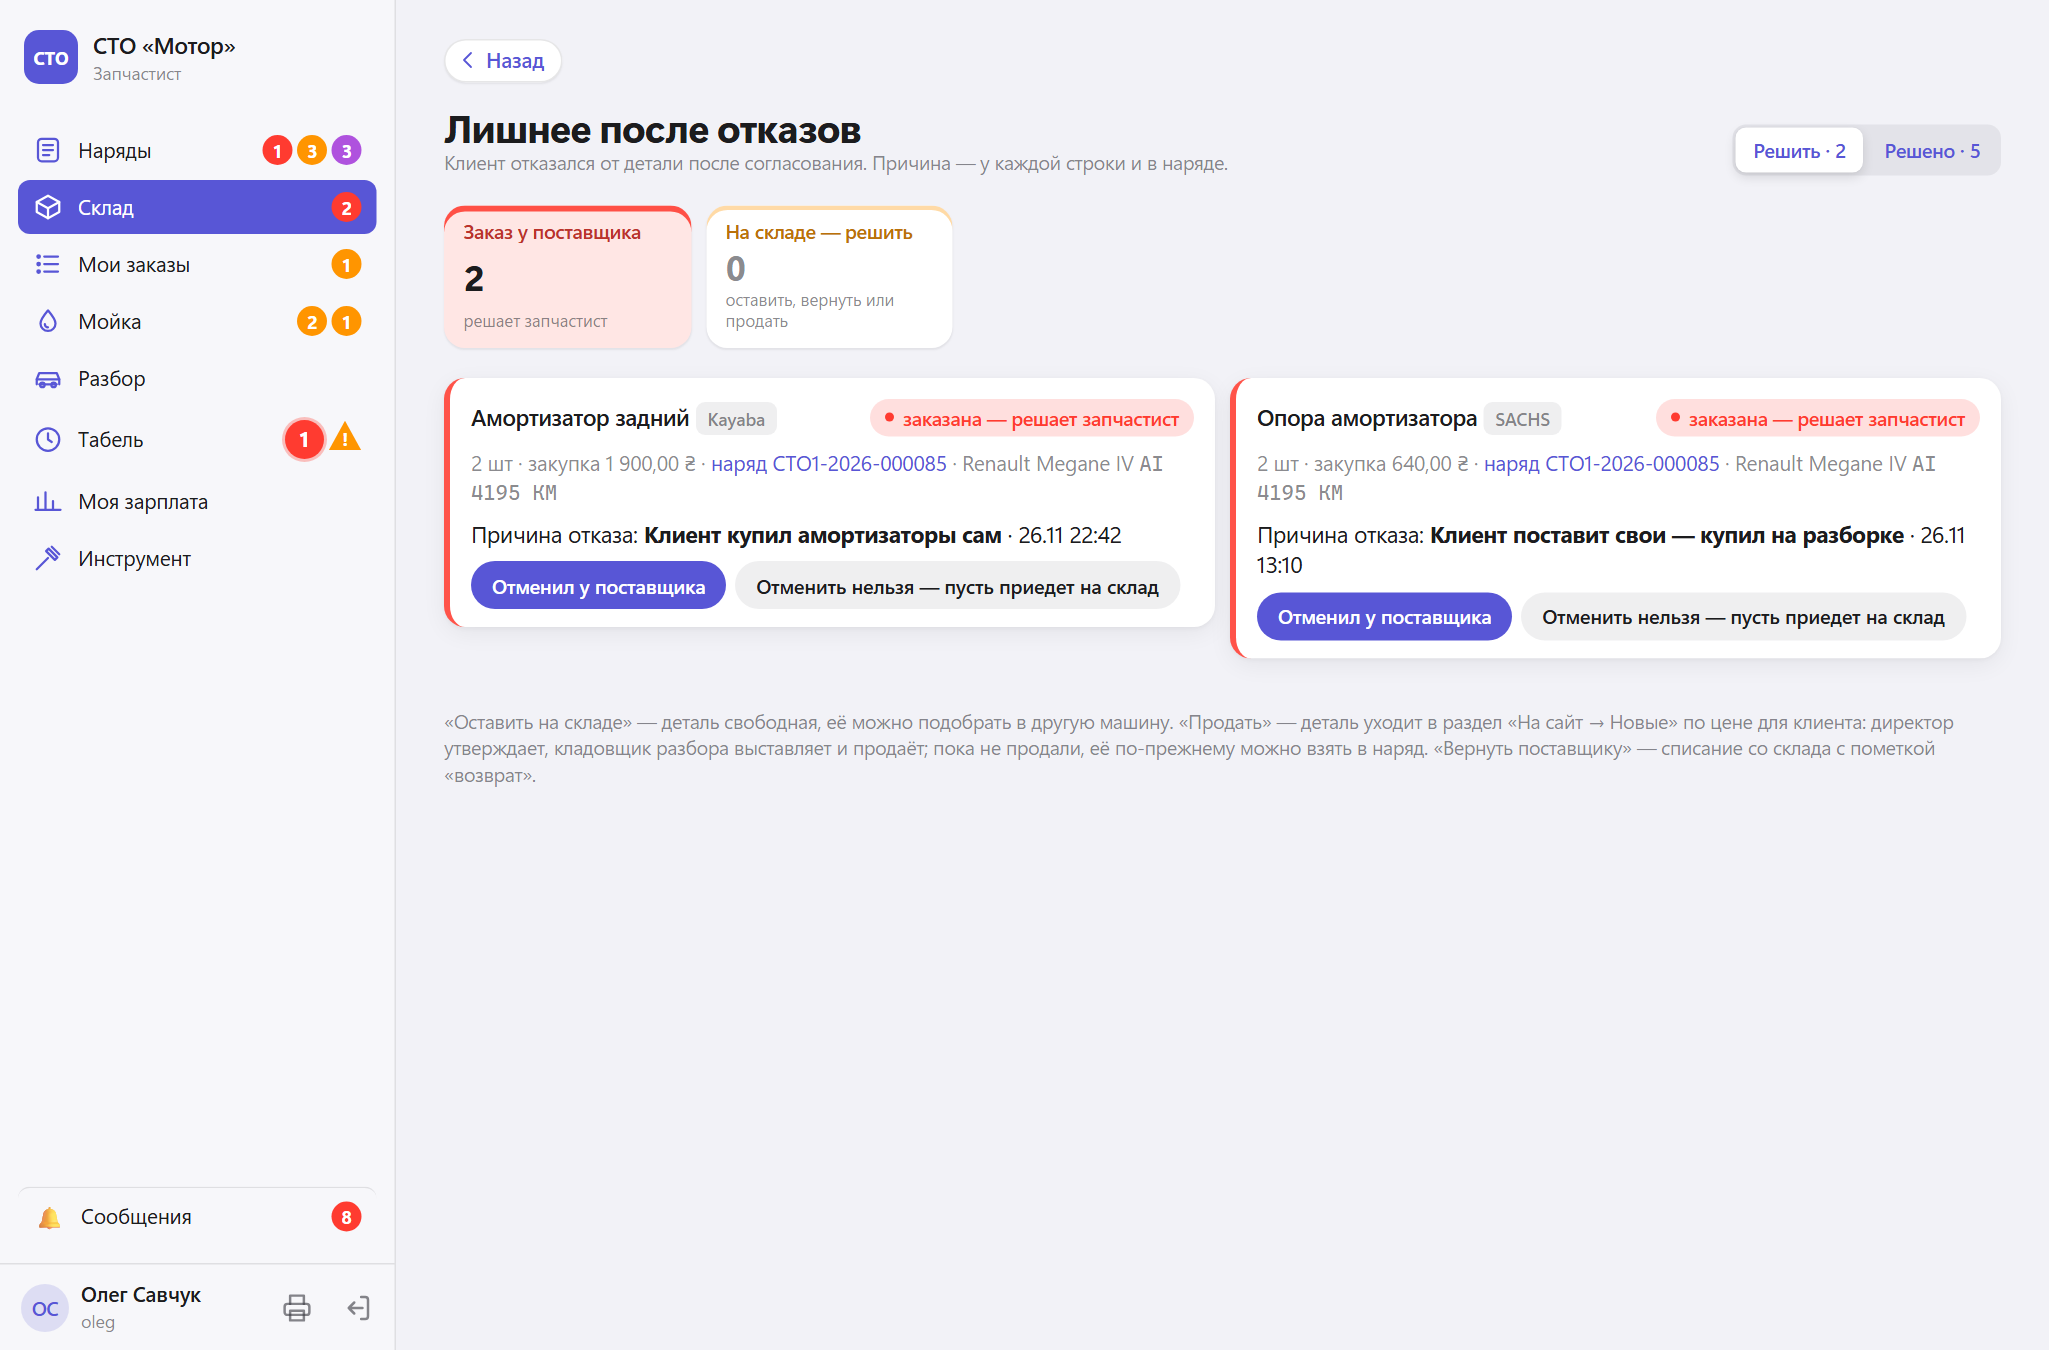 СТО
СТО «Мотор»
Запчастист
Наряды
1 3 3
Склад
2
Мои заказы
1
Мойка
2 1
Разбор
Табель
1
Моя зарплата
Инструмент
Сообщения
8
ОС
Олег Савчук
oleg
Назад
Лишнее после отказов
Клиент отказался от детали после согласования. Причина — у каждой строки и в наряде.
Решить · 2
Решено · 5
Заказ у поставщика
2
решает запчастист
На складе — решить
0
оставить, вернуть или
продать
Амортизатор задний Kayaba
заказана — решает запчастист
2 шт · закупка 1 900,00 ₴ · наряд СТО1-2026-000085 · Renault Megane IV AI
4195 KM
Причина отказа: Клиент купил амортизаторы сам · 26.11 22:42
Отменил у поставщика
Отменить нельзя — пусть приедет на склад
Опора амортизатора SACHS
заказана — решает запчастист
2 шт · закупка 640,00 ₴ · наряд СТО1-2026-000085 · Renault Megane IV AI
4195 KM
Причина отказа: Клиент поставит свои — купил на разборке · 26.11
13:10
Отменил у поставщика
Отменить нельзя — пусть приедет на склад
«Оставить на складе» — деталь свободная, её можно подобрать в другую машину. «Продать» — деталь уходит в раздел «На сайт → Новые» по цене для клиента: директор
утверждает, кладовщик разбора выставляет и продаёт; пока не продали, её по-прежнему можно взять в наряд. «Вернуть поставщику» — списание со склада с пометкой
«возврат».